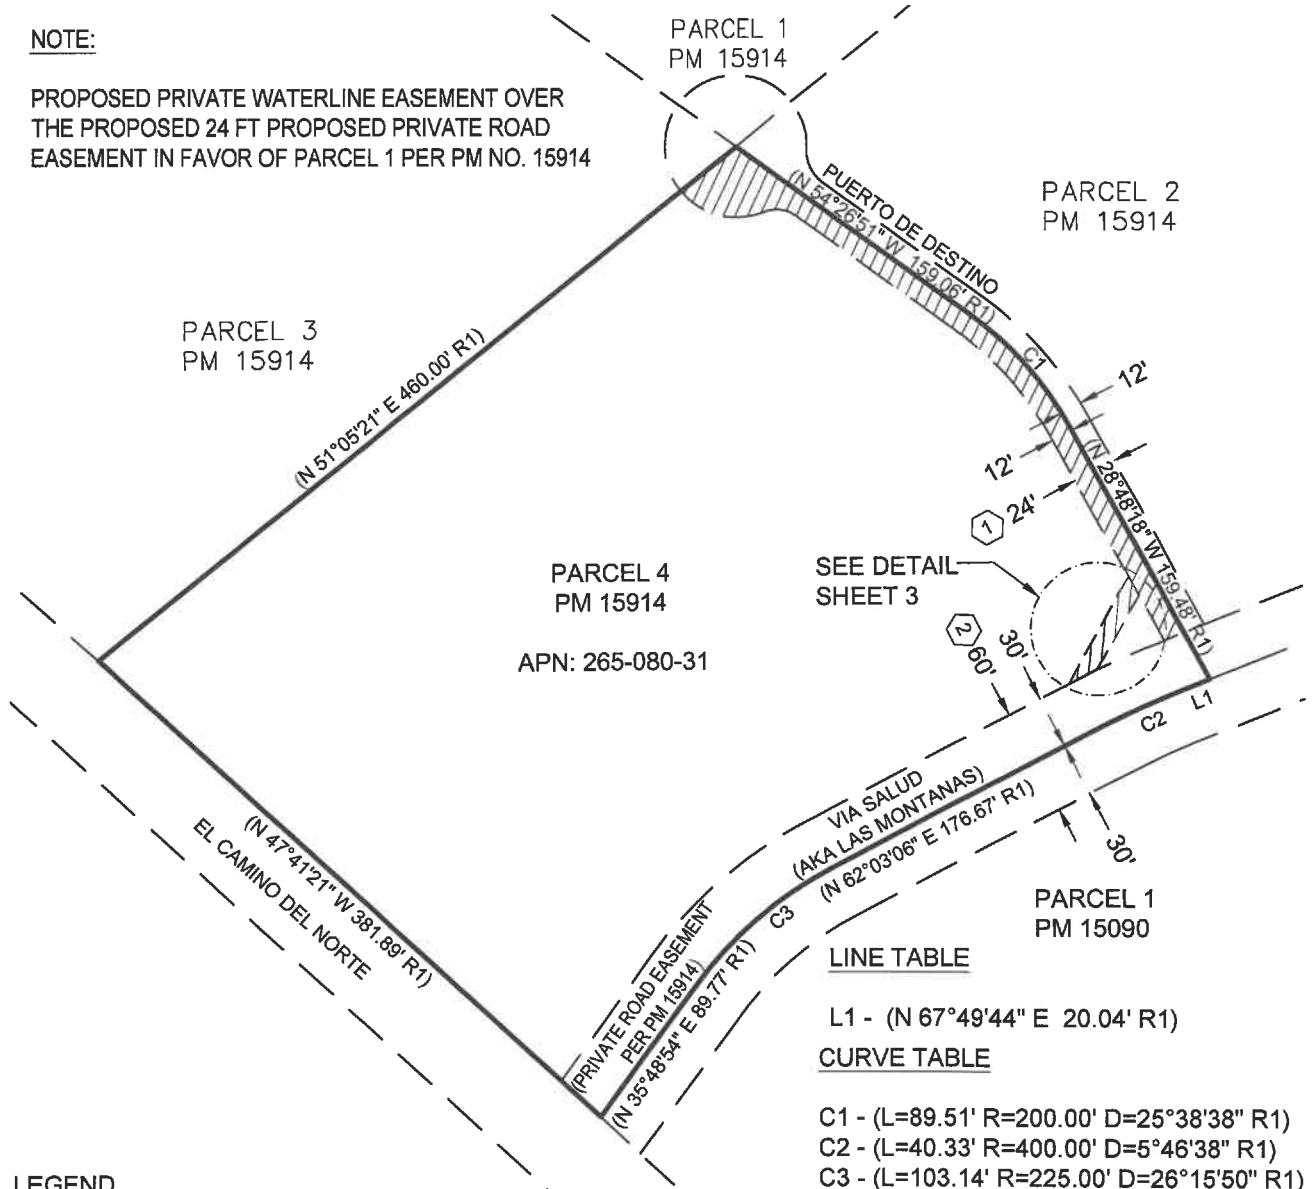 PARCEL 1
PM 15914
NOTE:
PROPOSED PRIVATE WATERLINE EASEMENT OVER
THE PROPOSED 24 FT PROPOSED PRIVATE ROAD
EASEMENT IN FAVOR OF PARCEL 1 PER PM NO. 15914
PUERTO DE DESTINO
(N 54°26'51" W 159.06' R1)
PARCEL 2
PM 15914
PARCEL 3
PM 15914
(N 51°05'21" E 460.00' R1)
C1
12'
12'
(N 28°48'18" W 159.48' R1)
1 24'
SEE DETAIL
SHEET 3
PARCEL 4
PM 15914
APN: 265-080-31
2 60'
30'
L1
C2
VIA SALUD
(AKA LAS MONTANAS)
(N 62°03'06" E 176.67' R1)
30'
(N 47°41'21" W 381.89' R1)
EL CAMINO DEL NORTE
C3
(PRIVATE ROAD EASEMENT
PER PM 15914)
(N 35°48'54" E 89.77' R1)
PARCEL 1
PM 15090
LINE TABLE
L1 - (N 67°49'44" E 20.04' R1)
CURVE TABLE
C1 - (L=89.51' R=200.00' D=25°38'38" R1)
C2 - (L=40.33' R=400.00' D=5°46'38" R1)
C3 - (L=103.14' R=225.00' D=26°15'50" R1)
LEGEND